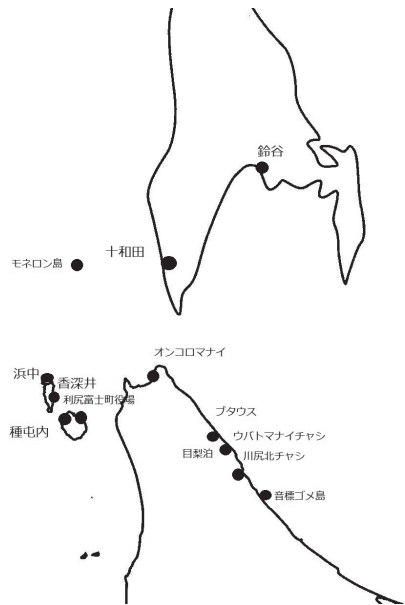 鈴谷
十和田
モネロン島
オンコロマナイ
浜中
香深井
利尻富士町役場
種屯内
ブタウス
ウバトマナイチャシ
目梨泊
川尻北チャシ
音標ゴメ島